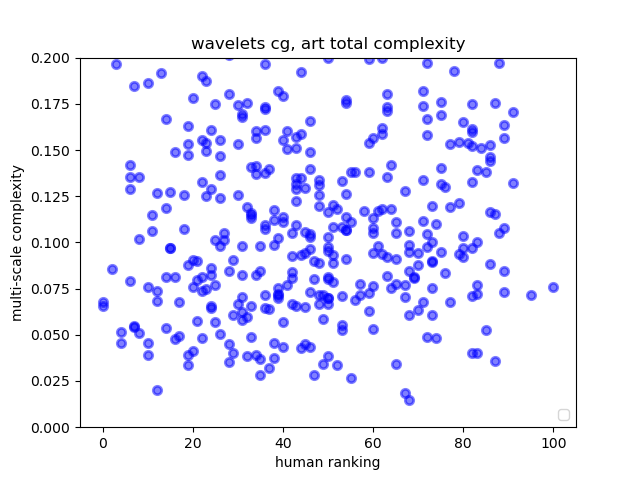 wavelets cg, art total complexity
multi-scale complexity
0.200
0.175
0.150
0.125
0.100
0.075
0.050
0.025
0.000
0 20 40 60 80 100
human ranking